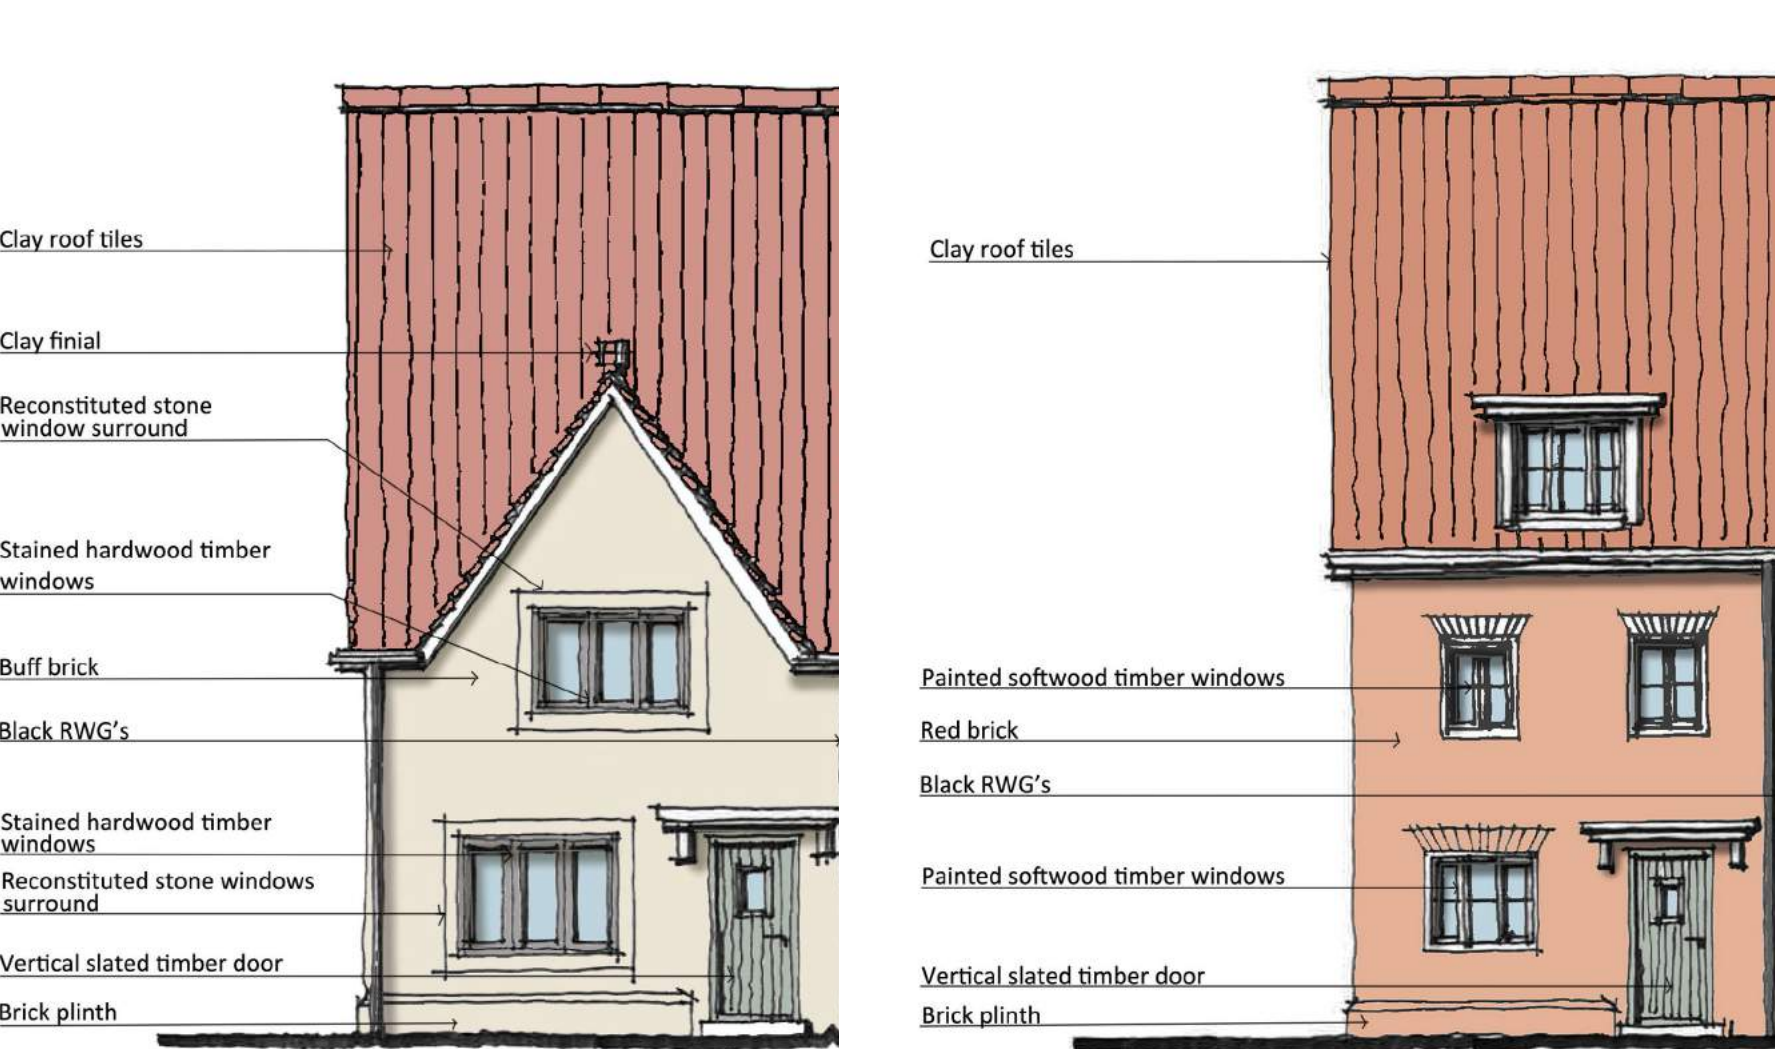 Clay roof tiles
Clay finial
Reconstituted stone
window surround
Stained hardwood timber
windows
Buff brick
Black RWG's
Stained hardwood timber
windows
Reconstituted stone windows
surround
Vertical slated timber door
Brick plinth
Clay roof tiles
Painted softwood timber windows
Red brick
Black RWG's
Painted softwood timber windows
Vertical slated timber door
Brick plinth